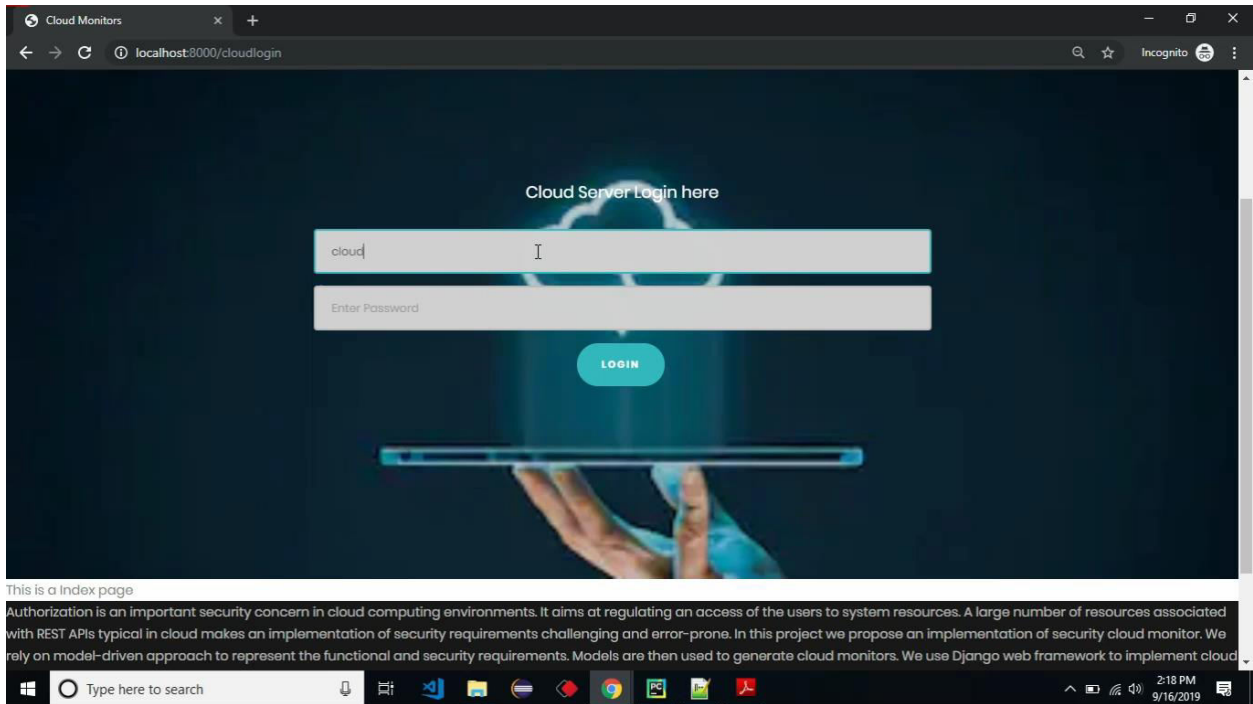 Cloud Monitors
localhost:8000/cloudlogin
Incognito
Cloud Server Login here
cloud
Enter Password
LOGIN
This is a Index page
Authorization is an important security concern in cloud computing environments. It aims at regulating an access of the users to system resources. A large number of resources associated
with REST APIs typical in cloud makes an implementation of security requirements challenging and error-prone. In this project we propose an implementation of security cloud monitor. We
rely on model-driven approach to represent the functional and security requirements. Models are then used to generate cloud monitors. We use Django web framework to implement cloud
Type here to search
PC
2:18 PM
9/16/2019